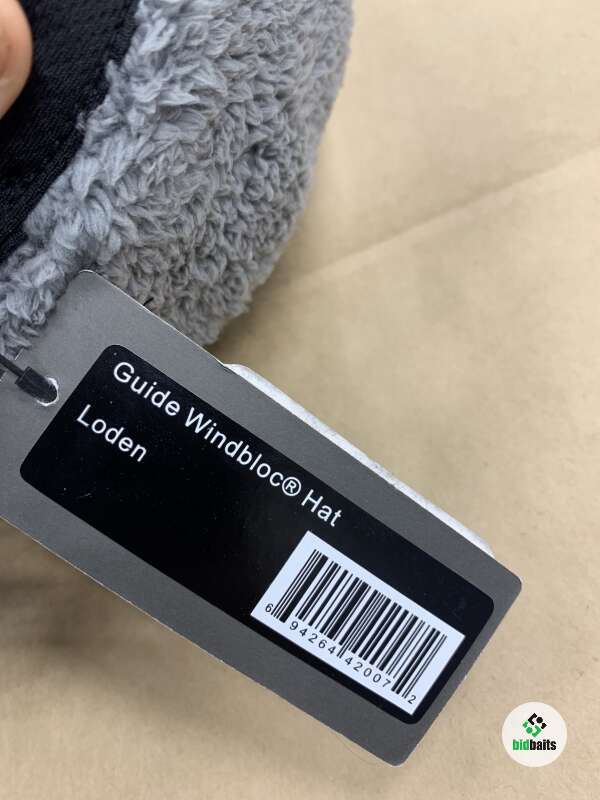 Guide Windbloc® Hat
Loden
6 94264 42007 2
bidbaits